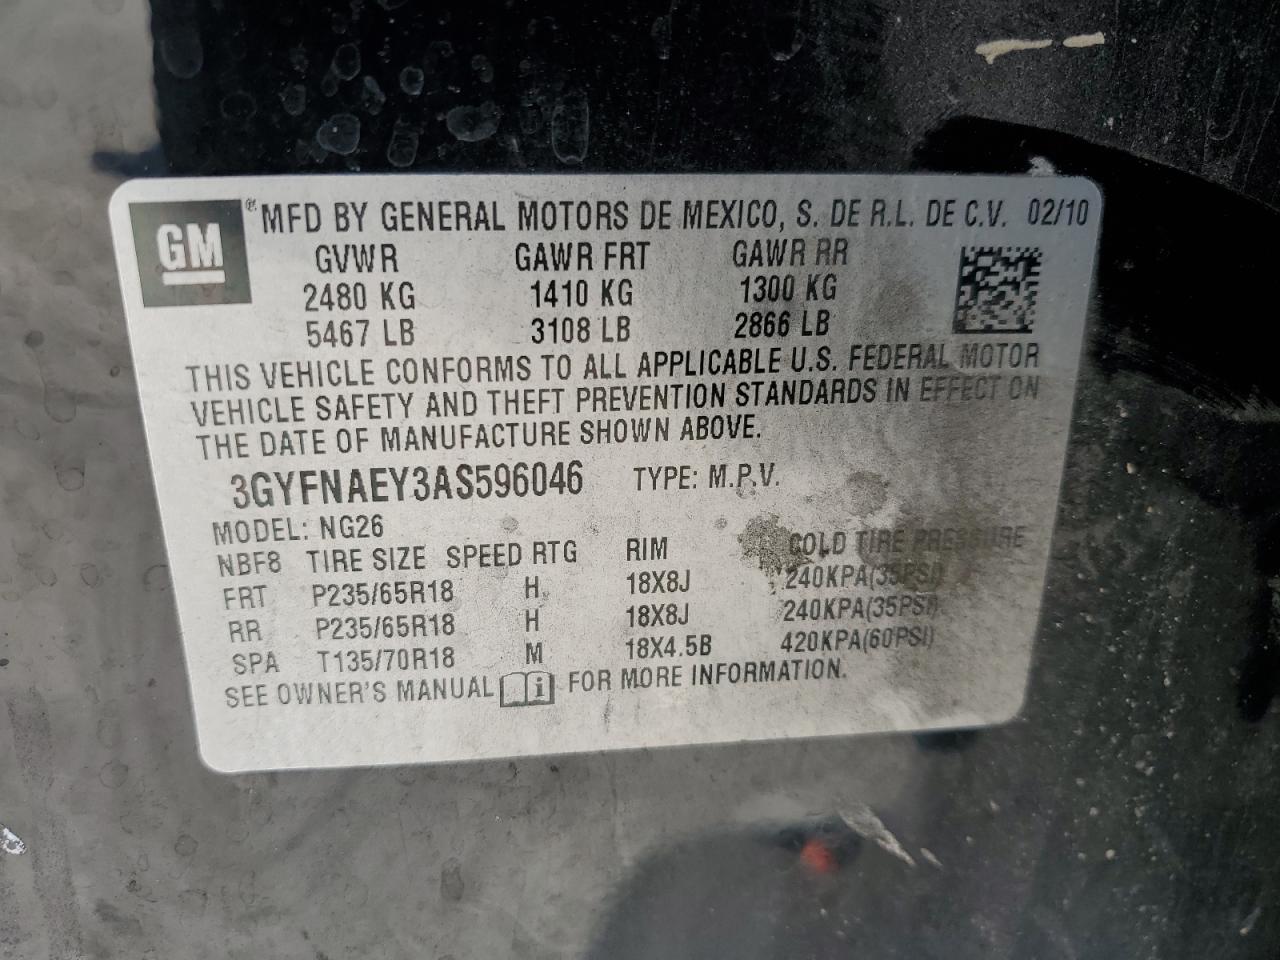 GM ® MFD BY GENERAL MOTORS DE MEXICO, S. DE R.L. DE C.V. 02/10
GVWR GAWR FRT GAWR RR
2480 KG 1410 KG 1300 KG
5467 LB 3108 LB 2866 LB
THIS VEHICLE CONFORMS TO ALL APPLICABLE U.S. FEDERAL MOTOR
VEHICLE SAFETY AND THEFT PREVENTION STANDARDS IN EFFECT ON
THE DATE OF MANUFACTURE SHOWN ABOVE.
3GYFNAEY3AS596046 TYPE: M.P.V.
MODEL: NG26
NBF8 TIRE SIZE SPEED RTG RIM COLD TIRE PRESSURE
FRT P235/65R18 H 18X8J 240KPA(35PSI)
RR P235/65R18 H 18X8J 240KPA(35PSI)
SPA T135/70R18 M 18X4.5B 420KPA(60PSI)
SEE OWNER'S MANUAL i FOR MORE INFORMATION.